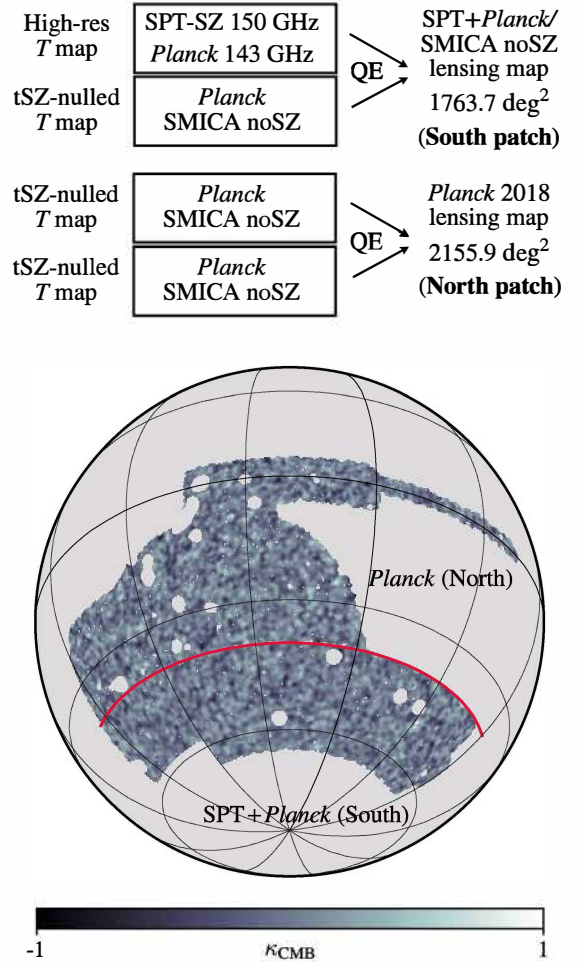 High-res
T map
SPT-SZ 150 GHz
Planck 143 GHz
tSZ-nulled
T map
Planck
SMICA noSZ
QE
SPT+Planck/
SMICA noSZ
lensing map
1763.7 deg²
(South patch)
tSZ-nulled
T map
Planck
SMICA noSZ
tSZ-nulled
T map
Planck
SMICA noSZ
QE
Planck 2018
lensing map
2155.9 deg²
(North patch)
Planck (North)
SPT+Planck (South)
-1
κCMB
1